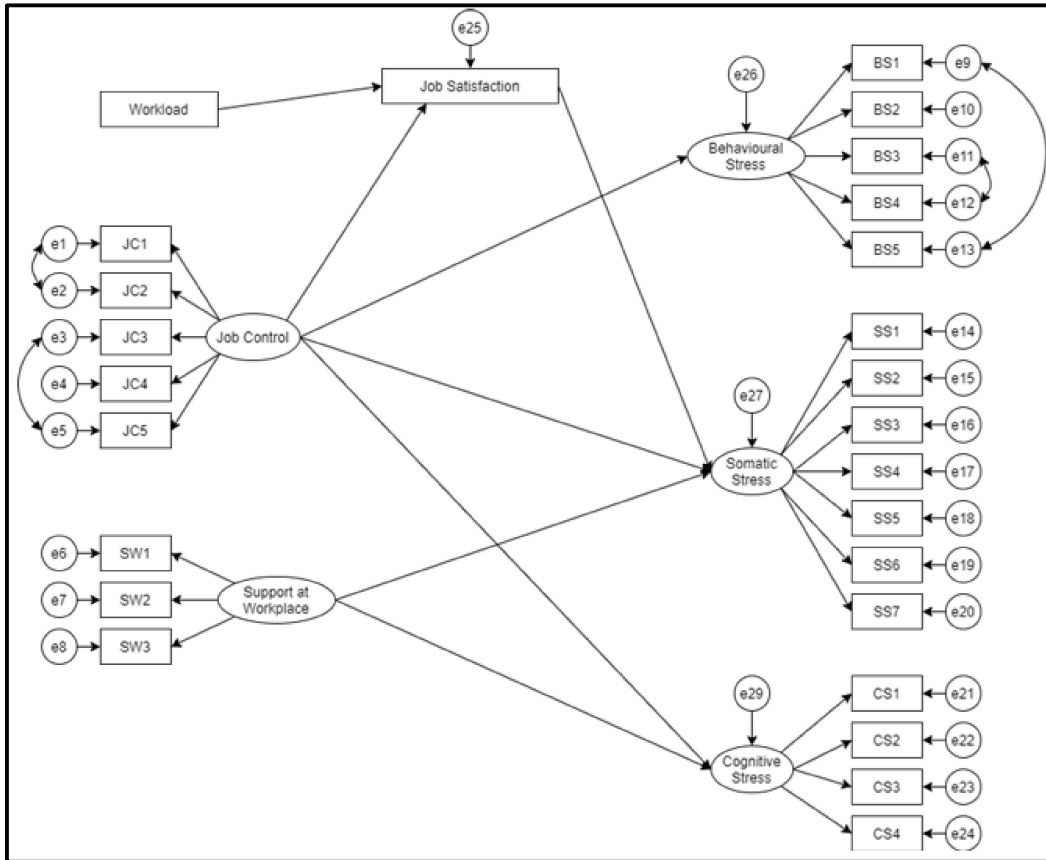 e25
Job Satisfaction
Workload
e26
Behavioural
Stress
BS1
e9
BS2
e10
BS3
e11
BS4
e12
BS5
e13
e1
JC1
e2
JC2
e3
JC3
e4
JC4
e5
JC5
Job Control
e27
Somatic
Stress
SS1
e14
SS2
e15
SS3
e16
SS4
e17
SS5
e18
SS6
e19
SS7
e20
e6
SW1
e7
SW2
e8
SW3
Support at
Workplace
e29
Cognitive
Stress
CS1
e21
CS2
e22
CS3
e23
CS4
e24